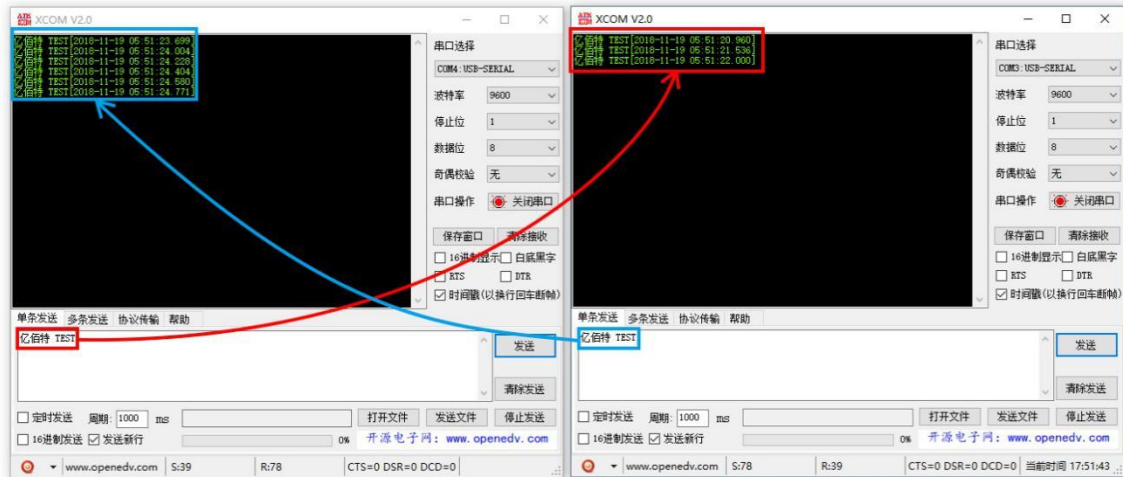 XCOM V2.0
亿佰特 TEST[2018-11-19 05:51:23.699]
亿佰特 TEST[2018-11-19 05:51:24.004]
亿佰特 TEST[2018-11-19 05:51:24.228]
亿佰特 TEST[2018-11-19 05:51:24.404]
亿佰特 TEST[2018-11-19 05:51:24.580]
亿佰特 TEST[2018-11-19 05:51:24.771]
串口选择
COM4:USB-SERIAL
波特率 9600
停止位 1
数据位 8
奇偶校验 无
串口操作 关闭串口
保存窗口 清除接收
16进制显示 白底黑字
RTS DTR
时间戳(以换行回车断帧)
单条发送 多条发送 协议传输 帮助
亿佰特 TEST
发送
清除发送
定时发送 周期: 1000 ms 打开文件 发送文件 停止发送
16进制发送 发送新行 0% 开源电子网: www.openedv.com
www.openedv.com S:39 R:78 CTS=0 DSR=0 DCD=0
XCOM V2.0
亿佰特 TEST[2018-11-19 05:51:20.960]
亿佰特 TEST[2018-11-19 05:51:21.536]
亿佰特 TEST[2018-11-19 05:51:22.000]
串口选择
COM3:USB-SERIAL
波特率 9600
停止位 1
数据位 8
奇偶校验 无
串口操作 关闭串口
保存窗口 清除接收
16进制显示 白底黑字
RTS DTR
时间戳(以换行回车断帧)
单条发送 多条发送 协议传输 帮助
亿佰特 TEST
发送
清除发送
定时发送 周期: 1000 ms 打开文件 发送文件 停止发送
16进制发送 发送新行 0% 开源电子网: www.openedv.com
www.openedv.com S:78 R:39 CTS=0 DSR=0 DCD=0 当前时间 17:51:43